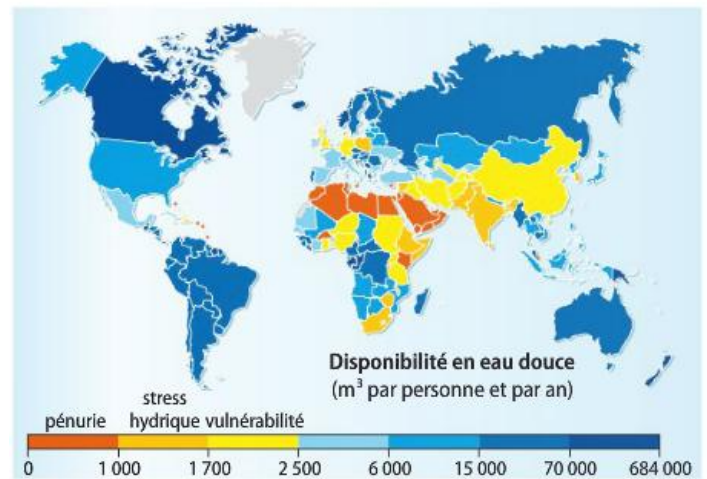 Disponibilité en eau douce
(m³ par personne et par an)
stress
pénurie hydrique vulnérabilité
0 1 000 1 700 2 500 6 000 15 000 70 000 684 000